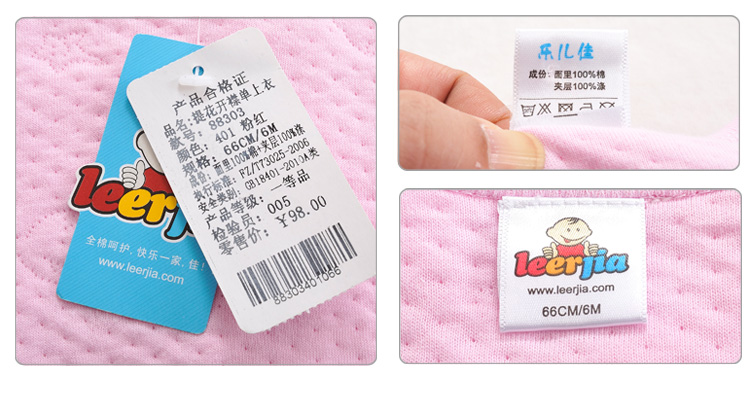 leerjia
全棉呵护. 快乐一家. 佳!
www.leerjia.com
产品合格证
品名:提花开襟单上衣
款号: 88303
颜色: 401 粉红
规格: 66CM/6M
成份: 面里100%棉+夹层100%涤
执行标准: FZ/T73025-2006
安全类别: GB18401-2010A类
产品等级: 一等品
检验员: 005
零售价: ¥98.00
88303401066
乐儿佳
成份: 面里100%棉
夹层100%涤
leerjia
www.leerjia.com
66CM/6M